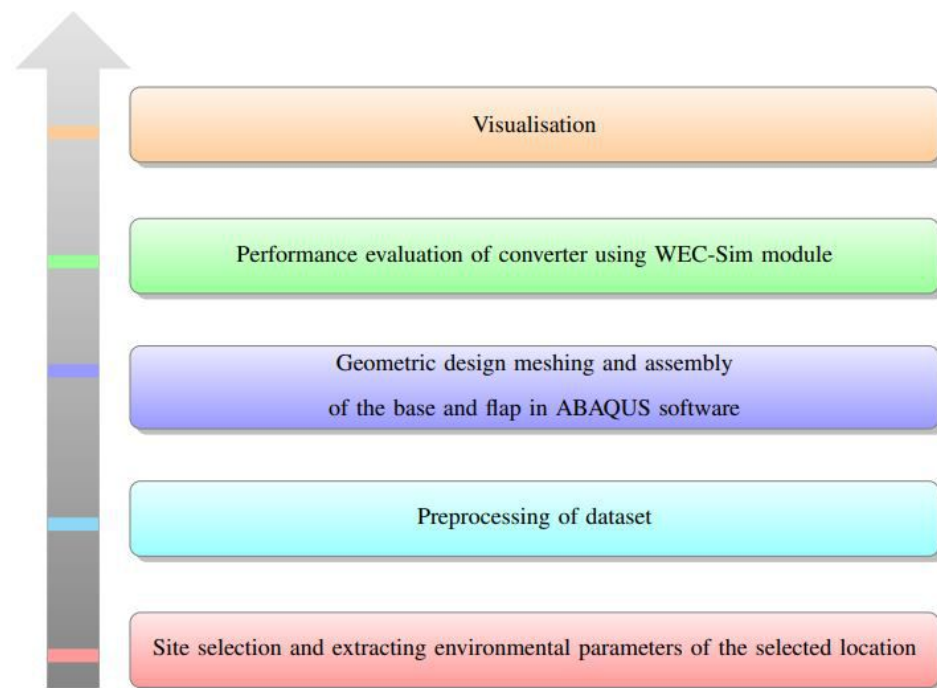 Visualisation
Performance evaluation of converter using WEC-Sim module
Geometric design meshing and assembly
of the base and flap in ABAQUS software
Preprocessing of dataset
Site selection and extracting environmental parameters of the selected location